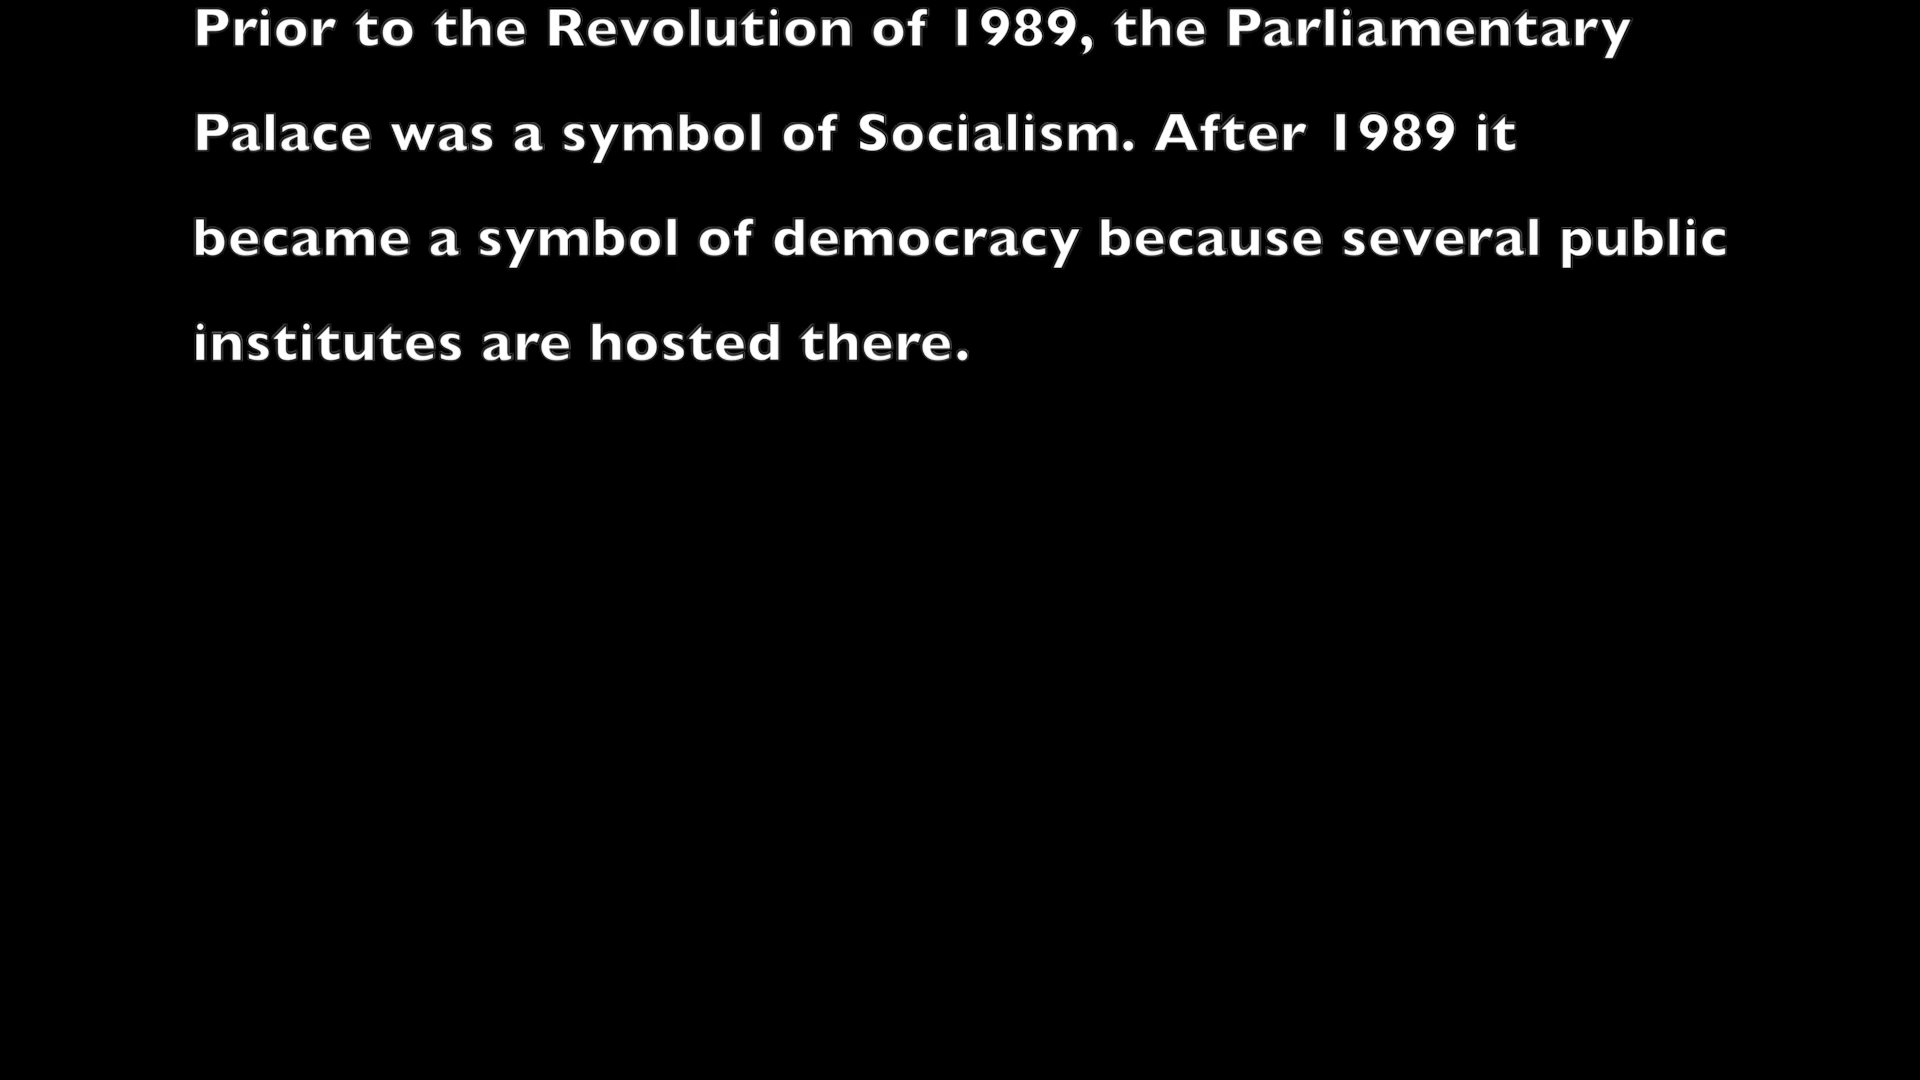 Prior to the Revolution of 1989, the Parliamentary
Palace was a symbol of Socialism. After 1989 it
became a symbol of democracy because several public
institutes are hosted there.